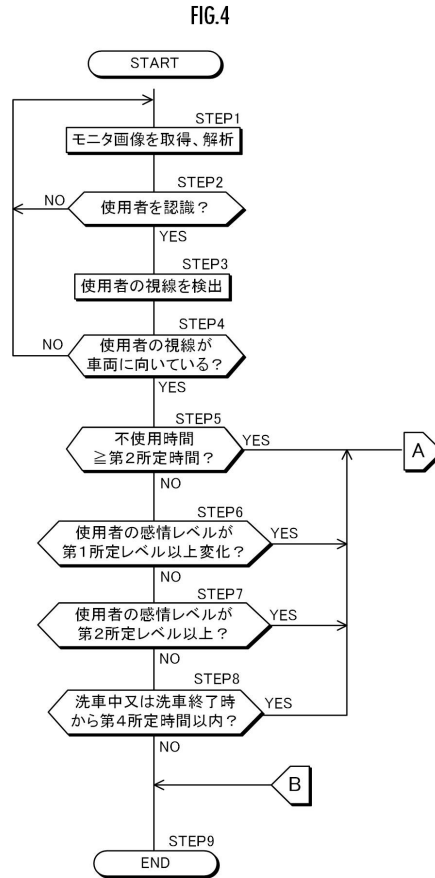 FIG.4
START
STEP1
モニタ画像を取得、解析
STEP2
NO
使用者を認識？
YES
STEP3
使用者の視線を検出
STEP4
NO
使用者の視線が
車両に向いている？
YES
STEP5
不使用時間
≧第2所定時間？
YES
A
NO
STEP6
使用者の感情レベルが
第1所定レベル以上変化？
YES
NO
STEP7
使用者の感情レベルが
第2所定レベル以上？
YES
NO
STEP8
洗車中又は洗車終了時
から第4所定時間以内？
YES
NO
B
STEP9
END